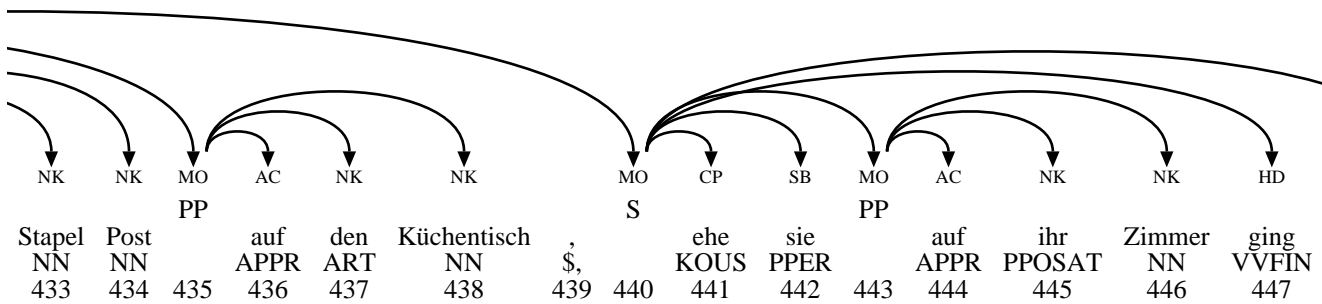 NK NK MO AC NK NK MO CP SB MO AC NK NK HD
PP S PP
Stapel Post auf den Küchentisch , ehe sie auf ihr Zimmer ging
NN NN APPR ART NN $, KOUS PPER APPR PPOSAT NN VVFIN
433 434 435 436 437 438 439 440 441 442 443 444 445 446 447